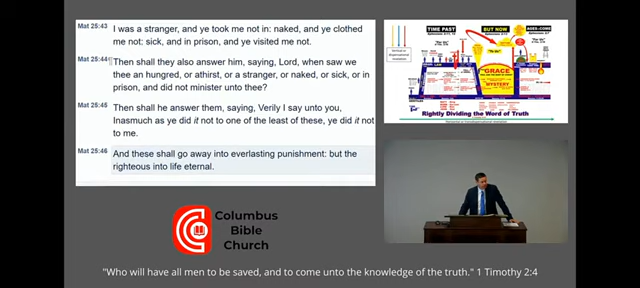 Mat 25:43 I was a stranger, and ye took me not in: naked, and ye clothed
me not: sick, and in prison, and ye visited me not.
Mat 25:44 Then shall they also answer him, saying, Lord, when saw we
thee an hungred, or athirst, or a stranger, or naked, or sick, or in
prison, and did not minister unto thee?
Mat 25:45 Then shall he answer them, saying, Verily I say unto you,
Inasmuch as ye did it not to one of the least of these, ye did it not
to me.
Mat 25:46 And these shall go away into everlasting punishment: but the
righteous into life eternal.
TIME PAST
BUT NOW
AGES
COME
GRACE
MYSTERY
Rightly Dividing the Word of Truth
Columbus
Bible
Church
"Who will have all men to be saved, and to come unto the knowledge of the truth." 1 Timothy 2:4